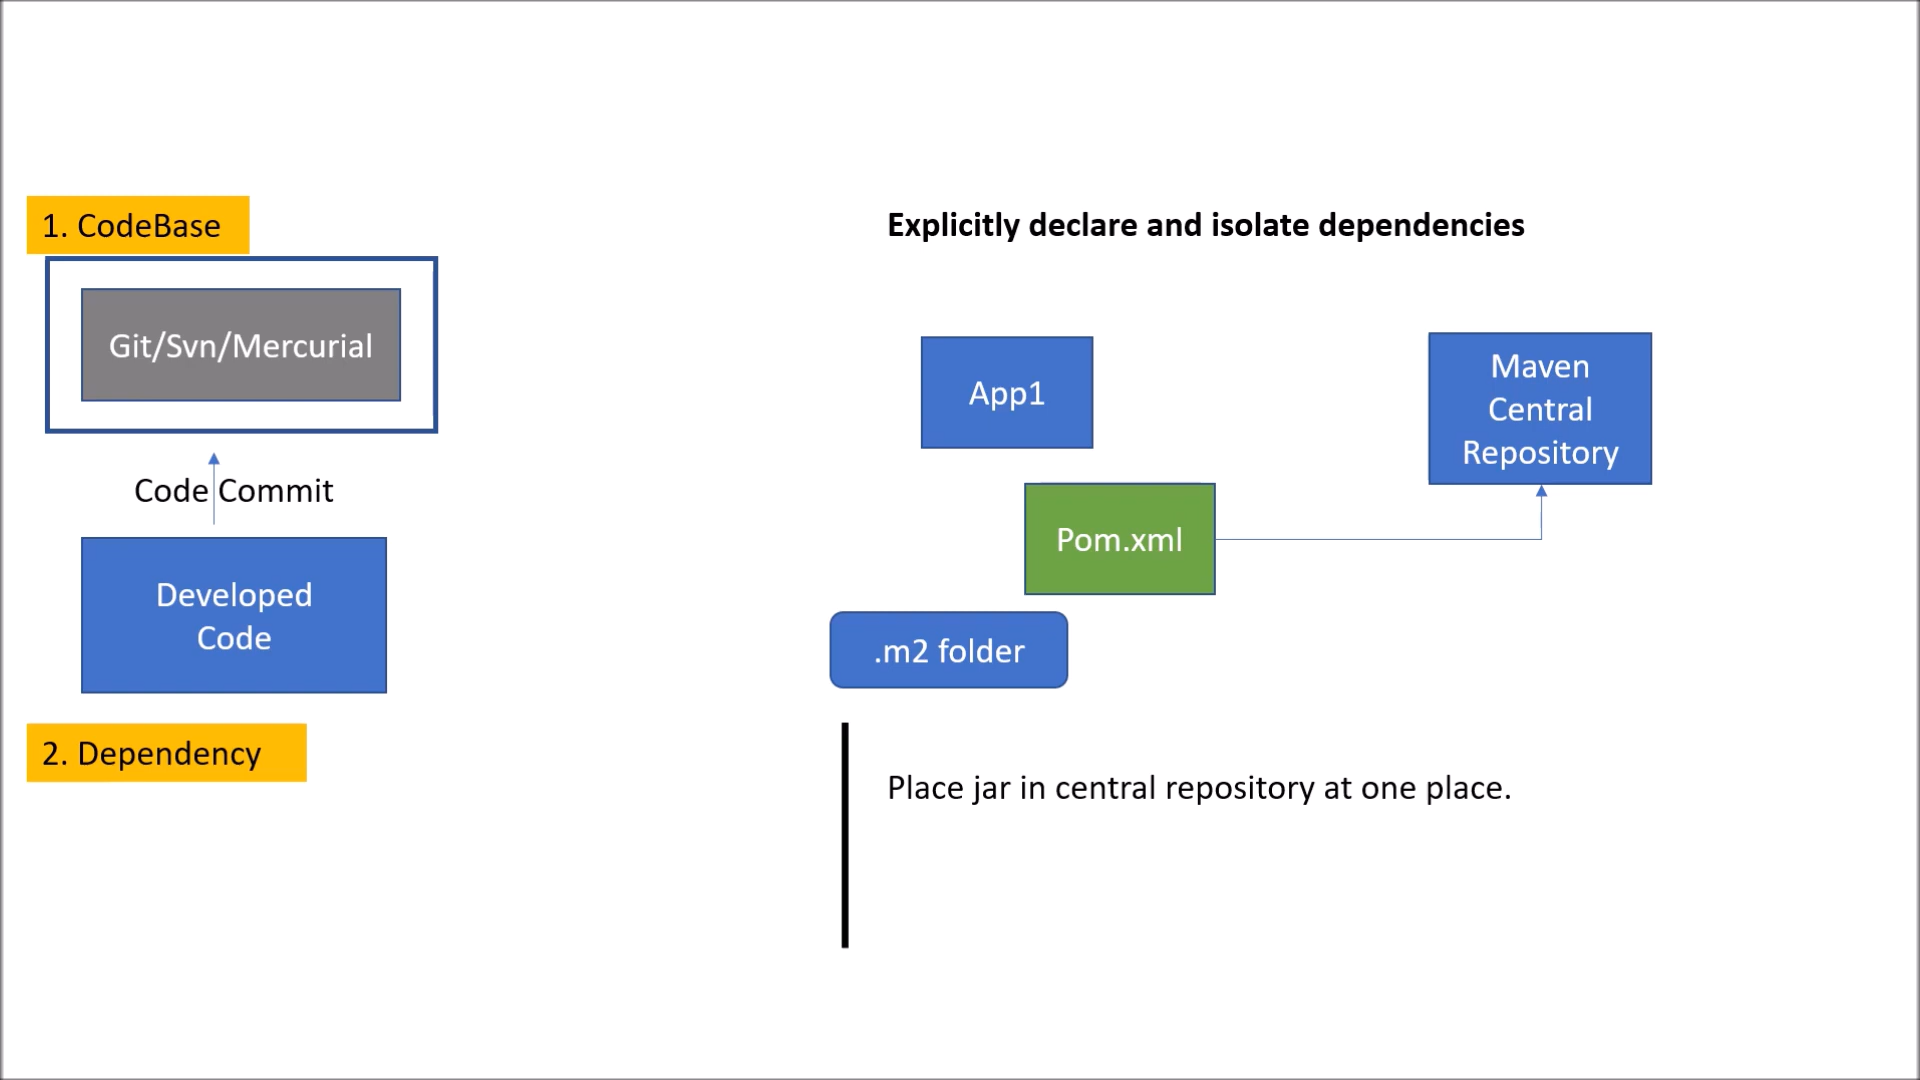 1. CodeBase
Git/Svn/Mercurial
Code Commit
Developed
Code
2. Dependency
Explicitly declare and isolate dependencies
App1
Maven
Central
Repository
Pom.xml
.m2 folder
Place jar in central repository at one place.